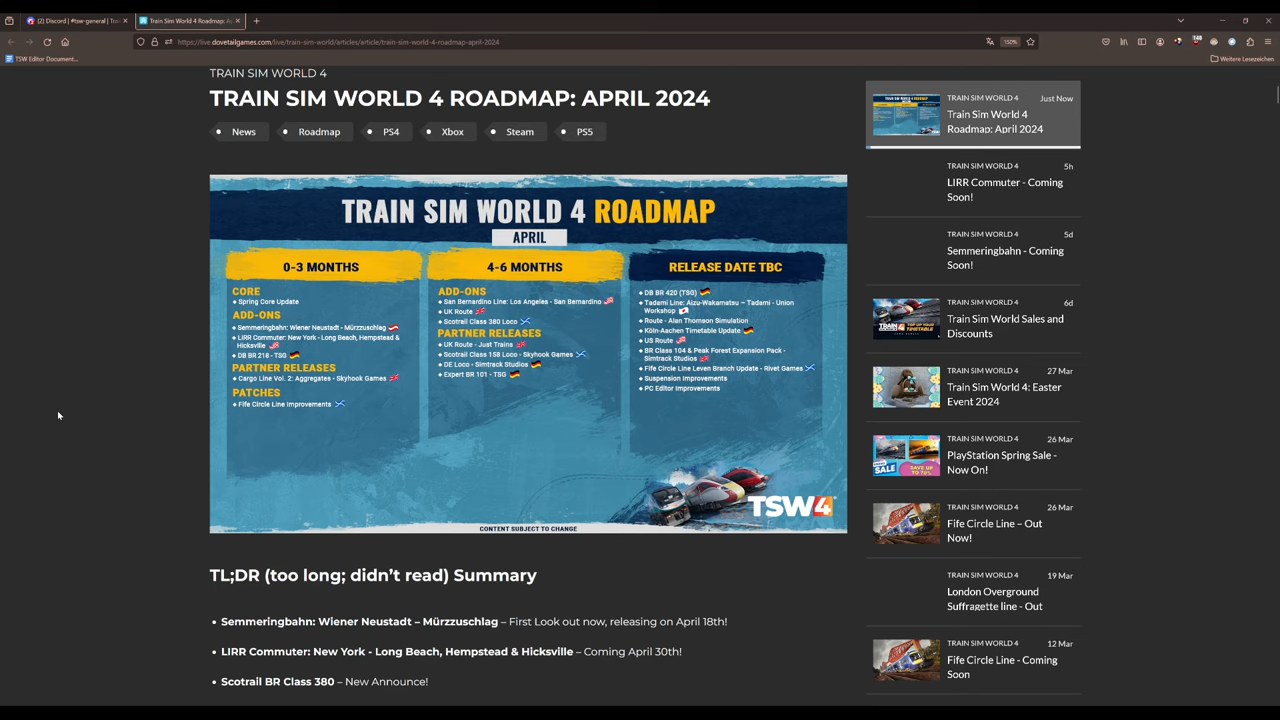 (2) Discord | #tsw-general | Tra
Train Sim World 4 Roadmap: A
https://live.dovetailgames.com/live/train-sim-world/articles/article/train-sim-world-4-roadmap-april-2024
150%
TSW Editor Document...
Weitere Lesezeichen
TRAIN SIM WORLD 4
TRAIN SIM WORLD 4 ROADMAP: APRIL 2024
News
Roadmap
PS4
Xbox
Steam
PS5
TRAIN SIM WORLD 4 ROADMAP
APRIL
0-3 MONTHS
CORE
Spring Core Update
ADD-ONS
Semmeringbahn: Wiener Neustadt - Mürzzuschlag
LIRR Commuter: New York - Long Beach, Hempstead &
Hicksville
DB BR 218 - TSG
PARTNER RELEASES
Cargo Line Vol. 2: Aggregates - Skyhook Games
PATCHES
Fife Circle Line Improvements
4-6 MONTHS
ADD-ONS
San Bernardino Line: Los Angeles - San Bernardino
UK Route
Scotrail Class 380 Loco
PARTNER RELEASES
UK Route - Just Trains
Scotrail Class 158 Loco - Skyhook Games
DE Loco - Simtrack Studios
Expert BR 101 - TSG
RELEASE DATE TBC
DB BR 420 (TSG)
Tadami Line: Aizu-Wakamatsu – Tadami - Union
Workshop
Route - Alan Thomson Simulation
Köln-Aachen Timetable Update
US Route
BR Class 104 & Peak Forest Expansion Pack -
Simtrack Studios
Fife Circle Line Leven Branch Update - Rivet Games
Suspension Improvements
PC Editor Improvements
TSW4
CONTENT SUBJECT TO CHANGE
TL;DR (too long; didn't read) Summary
• Semmeringbahn: Wiener Neustadt – Mürzzuschlag – First Look out now, releasing on April 18th!
• LIRR Commuter: New York - Long Beach, Hempstead & Hicksville – Coming April 30th!
• Scotrail BR Class 380 – New Announce!
TRAIN SIM WORLD 4
Just Now
Train Sim World 4
Roadmap: April 2024
TRAIN SIM WORLD 4
5h
LIRR Commuter - Coming
Soon!
TRAIN SIM WORLD 4
5d
Semmeringbahn - Coming
Soon!
TRAIN SIM WORLD 4
6d
Train Sim World Sales and
Discounts
TRAIN SIM WORLD 4
27 Mar
Train Sim World 4: Easter
Event 2024
TRAIN SIM WORLD 4
26 Mar
PlayStation Spring Sale -
Now On!
TRAIN SIM WORLD 4
26 Mar
Fife Circle Line – Out
Now!
TRAIN SIM WORLD 4
19 Mar
London Overground
Suffragette line - Out
TRAIN SIM WORLD 4
12 Mar
Fife Circle Line - Coming
Soon